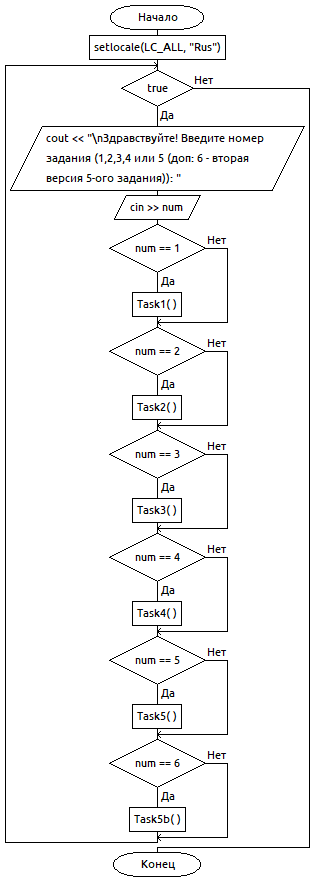 Начало
setlocale(LC_ALL, "Rus")
true
Нет
Да
cout << "\nЗдравствуйте! Введите номер
задания (1,2,3,4 или 5 (доп: 6 - вторая
версия 5-ого задания)): "
cin >> num
num == 1
Нет
Да
Task1( )
num == 2
Нет
Да
Task2( )
num == 3
Нет
Да
Task3( )
num == 4
Нет
Да
Task4( )
num == 5
Нет
Да
Task5( )
num == 6
Нет
Да
Task5b( )
Конец